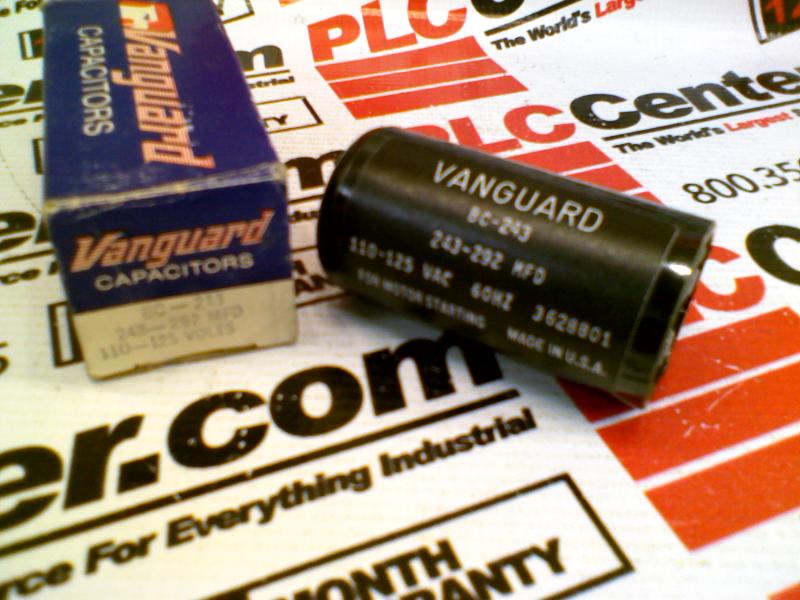 Vanguard
CAPACITORS
Vanguard
CAPACITORS
BC-243
243-292 MFD
110-125 VOLTS
VANGUARD
BC-243
243-292 MFD
110-125 VAC 60HZ 3628801
FOR MOTOR STARTING MADE IN U.S.A.
PLC
The World's Larg
PLCCenter
The World's Largest
800.35
er.com
rce For Everything Industrial
MONTH
RANTY